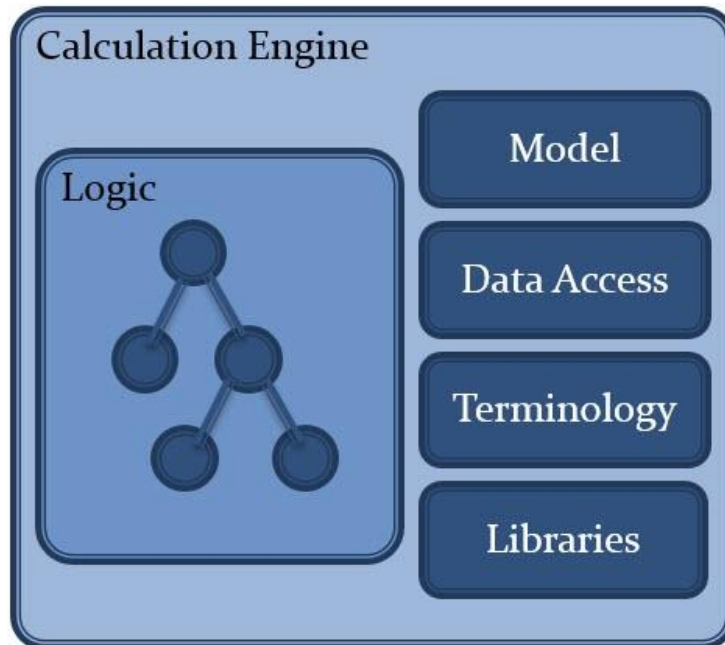 Calculation Engine
Logic
Model
Data Access
Terminology
Libraries